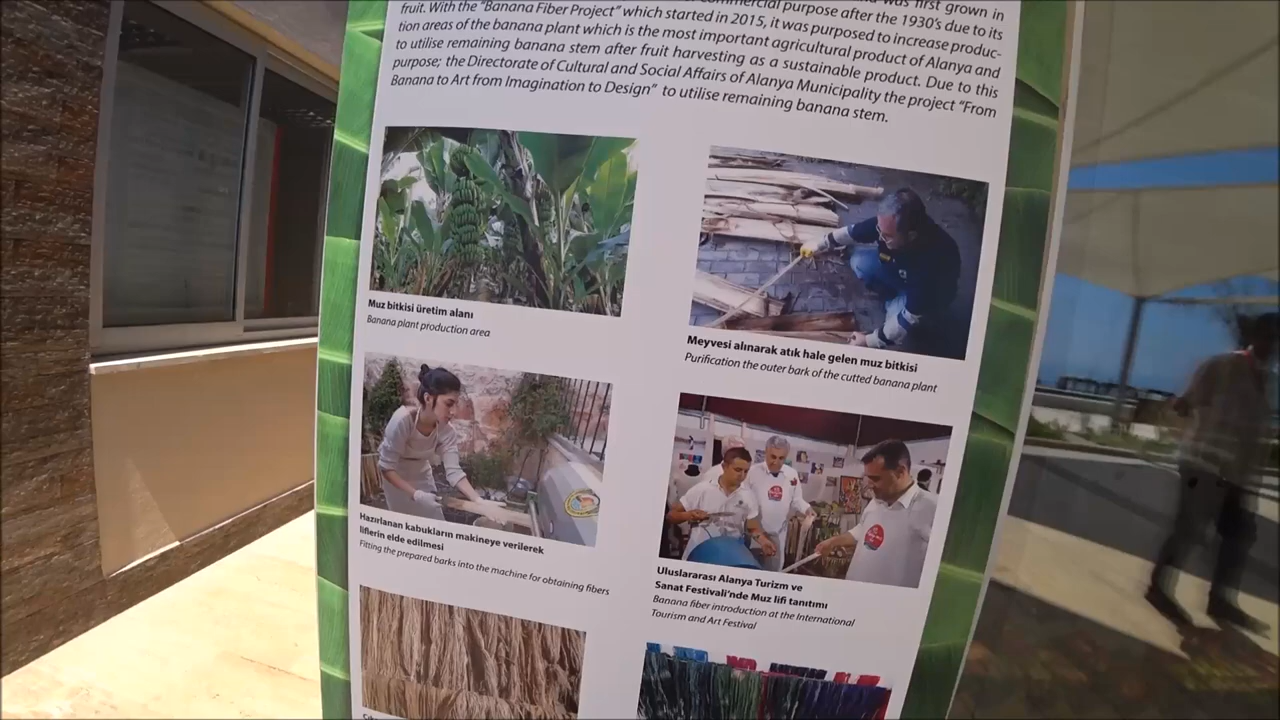 commercial purpose after the 1930's due to its
was first grown in
fruit. With the "Banana Fiber Project" which started in 2015, it was purposed to increase produc-
tion areas of the banana plant which is the most important agricultural product of Alanya and
to utilise remaining banana stem after fruit harvesting as a sustainable product. Due to this
purpose; the Directorate of Cultural and Social Affairs of Alanya Municipality the project "From
Banana to Art from Imagination to Design" to utilise remaining banana stem.
Muz bitkisi üretim alanı
Banana plant production area
Meyvesi alınarak atık hale gelen muz bitkisi
Purification the outer bark of the cutted banana plant
Hazırlanan kabukların makineye verilerek
liflerin elde edilmesi
Fitting the prepared barks into the machine for obtaining fibers
Uluslararası Alanya Turizm ve
Sanat Festivali'nde Muz lifi tanıtımı
Banana fiber introduction at the International
Tourism and Art Festival